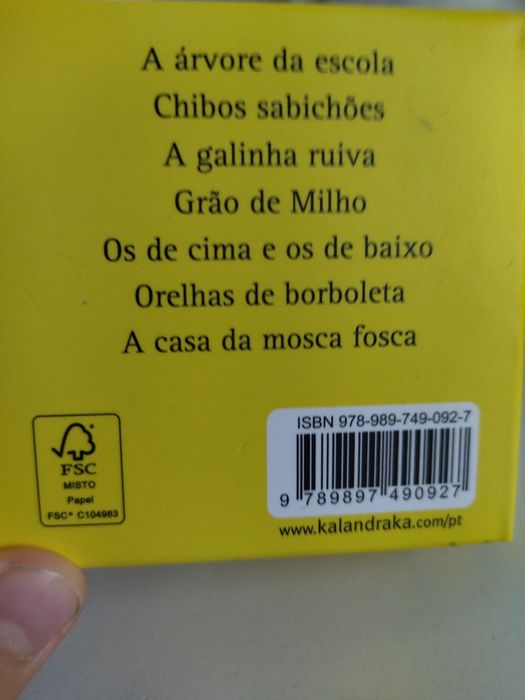 A árvore da escola
Chibos sabichões
A galinha ruiva
Grão de Milho
Os de cima e os de baixo
Orelhas de borboleta
A casa da mosca fosca
FSC
MISTO
Papel
FSC® C104983
ISBN 978-989-749-092-7
9 789897 490927
www.kalandraka.com/pt